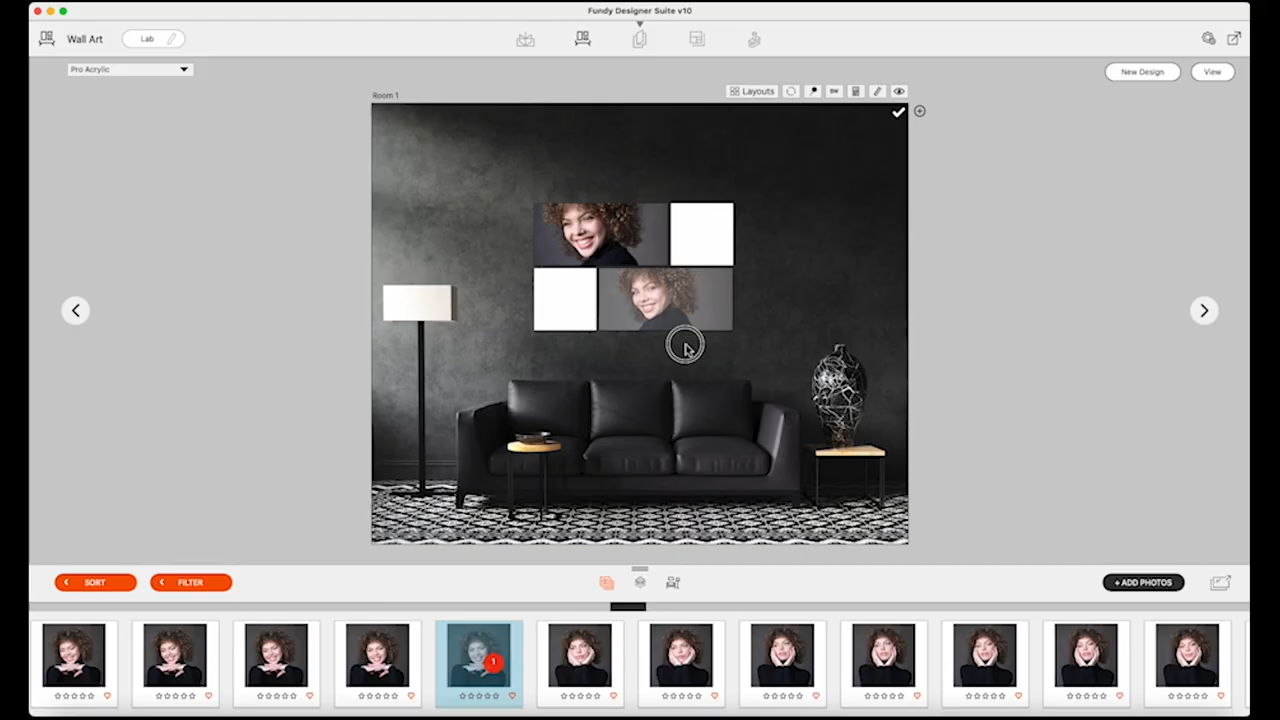 Fundy Designer Suite v10
Wall Art
Lab
Pro Acrylic
New Design
View
Room 1
Layouts
BW
SORT
FILTER
+ ADD PHOTOS
1